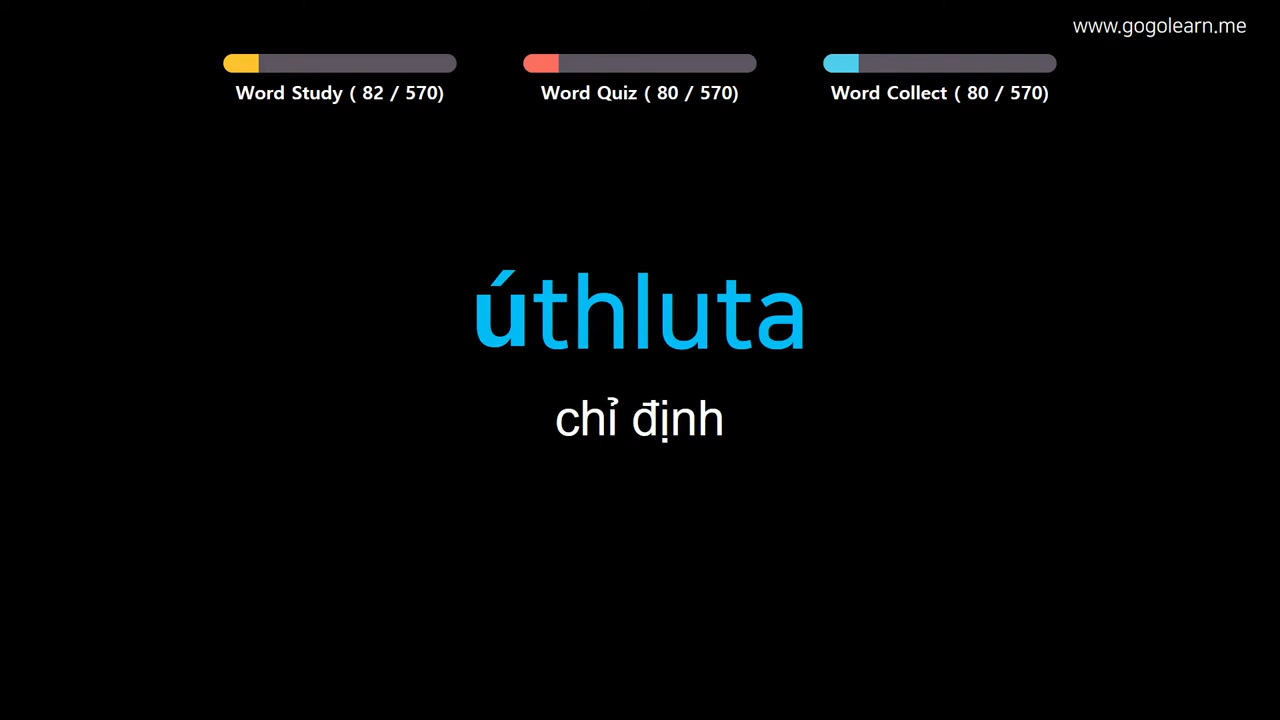 www.gogolearn.me
Word Study ( 82 / 570)
Word Quiz ( 80 / 570)
Word Collect ( 80 / 570)
úthluta
chỉ định